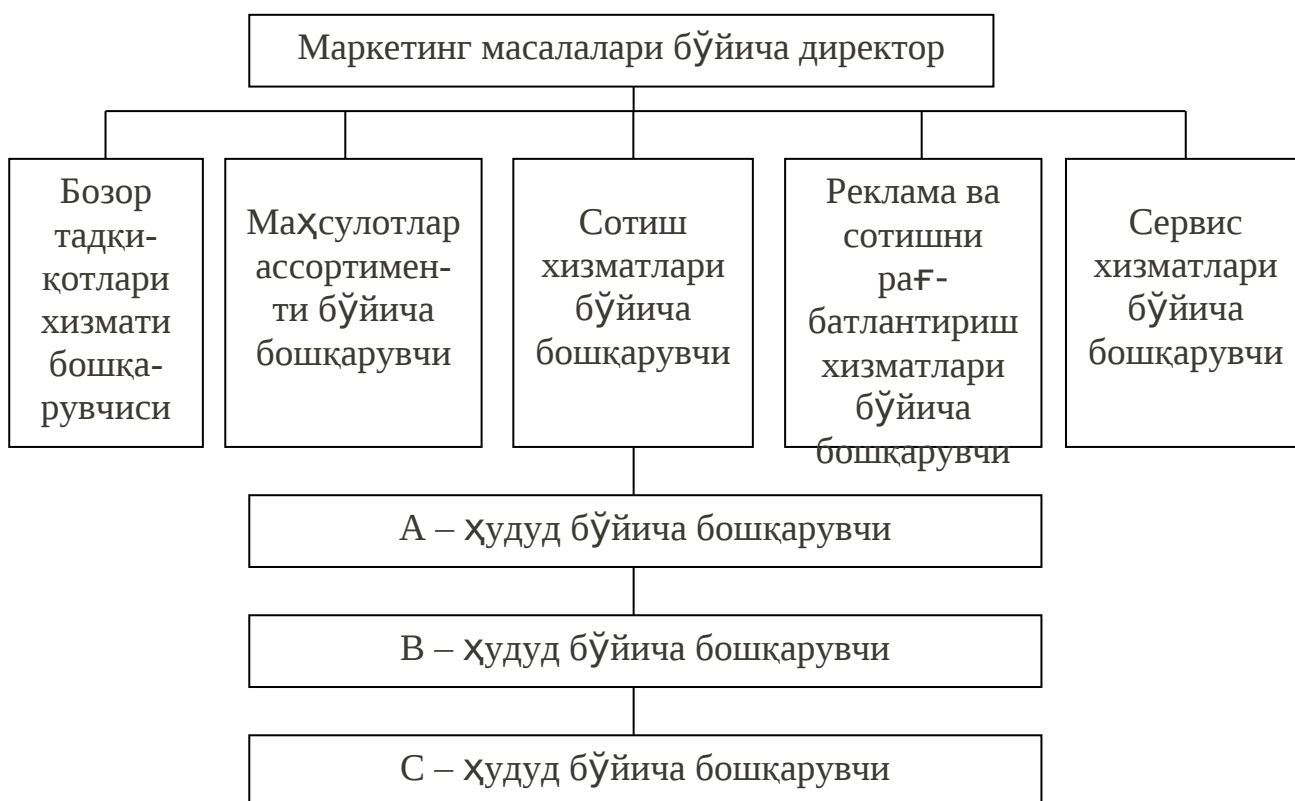 Маркетинг масалалари бўйича директор
Бозор
тадқи-
қотлари
хизмати
бошқа-
рувчиси
Маҳсулотлар
ассортимен-
ти бўйича
бошқарувчи
Сотиш
хизматлари
бўйича
бошқарувчи
Реклама ва
сотишни
рағ-
батлантириш
хизматлари
бўйича
бошқарувчи
Сервис
хизматлари
бўйича
бошқарувчи
А – ҳудуд бўйича бошқарувчи
В – ҳудуд бўйича бошқарувчи
С – ҳудуд бўйича бошқарувчи